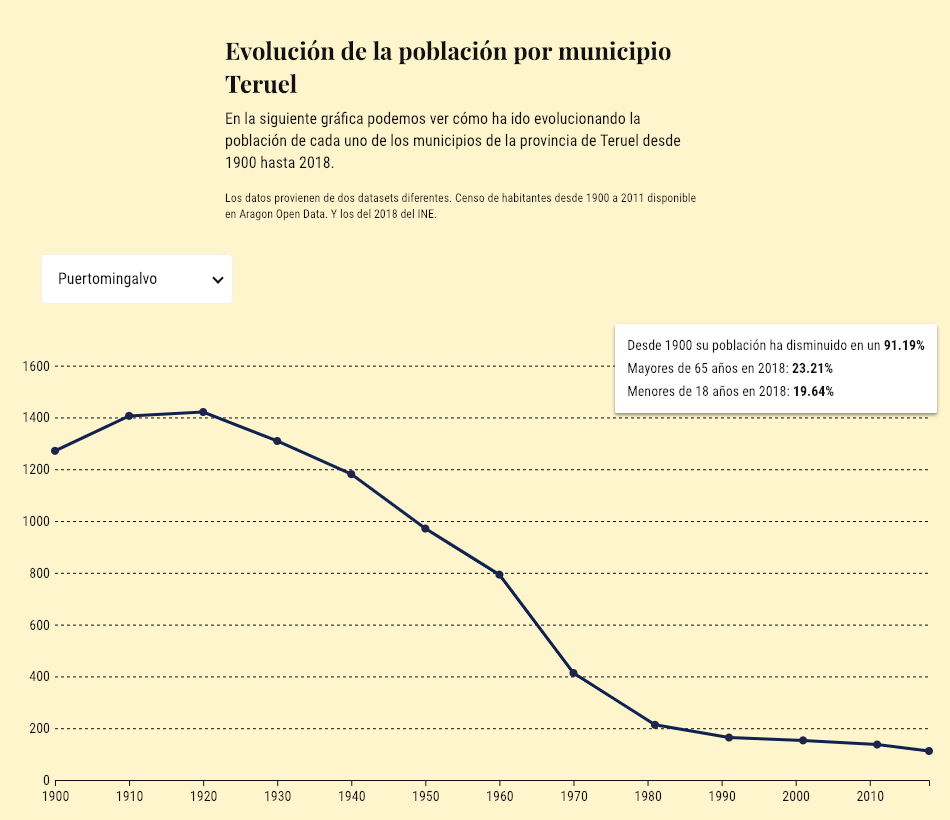 Evolución de la población por municipio
Teruel
En la siguiente gráfica podemos ver cómo ha ido evolucionando la
población de cada uno de los municipios de la provincia de Teruel desde
1900 hasta 2018.
Los datos provienen de dos datasets diferentes. Censo de habitantes desde 1900 a 2011 disponible
en Aragon Open Data. Y los del 2018 del INE.
Puertomingalvo
Desde 1900 su población ha disminuido en un 91.19%
Mayores de 65 años en 2018: 23.21%
Menores de 18 años en 2018: 19.64%
1600
1400
1200
1000
800
600
400
200
0
1900 1910 1920 1930 1940 1950 1960 1970 1980 1990 2000 2010